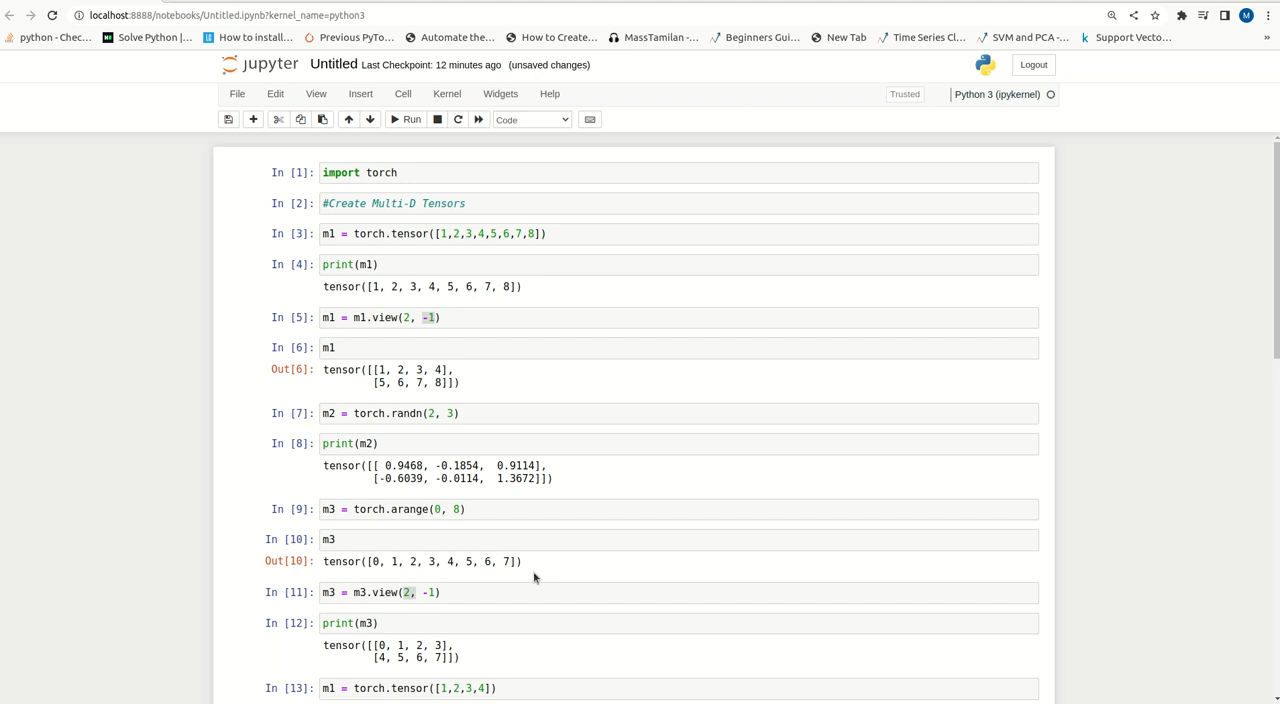 localhost:8888/notebooks/Untitled.ipynb?kernel_name=python3
M
python - Chec... Solve Python |... How to install... Previous PyTo... Automate the... How to Create... MassTamilan -... Beginners Gui... New Tab Time Series Cl... SVM and PCA -... Support Vecto... »
jupyter Untitled Last Checkpoint: 12 minutes ago (unsaved changes) Logout
File Edit View Insert Cell Kernel Widgets Help Trusted Python 3 (ipykernel)
Run Code
In [1]: import torch
In [2]: #Create Multi-D Tensors
In [3]: m1 = torch.tensor([1,2,3,4,5,6,7,8])
In [4]: print(m1)
tensor([1, 2, 3, 4, 5, 6, 7, 8])
In [5]: m1 = m1.view(2, -1)
In [6]: m1
Out[6]: tensor([[1, 2, 3, 4],
[5, 6, 7, 8]])
In [7]: m2 = torch.randn(2, 3)
In [8]: print(m2)
tensor([[ 0.9468, -0.1854,  0.9114],
[-0.6039, -0.0114,  1.3672]])
In [9]: m3 = torch.arange(0, 8)
In [10]: m3
Out[10]: tensor([0, 1, 2, 3, 4, 5, 6, 7])
In [11]: m3 = m3.view(2, -1)
In [12]: print(m3)
tensor([[0, 1, 2, 3],
[4, 5, 6, 7]])
In [13]: m1 = torch.tensor([1,2,3,4])